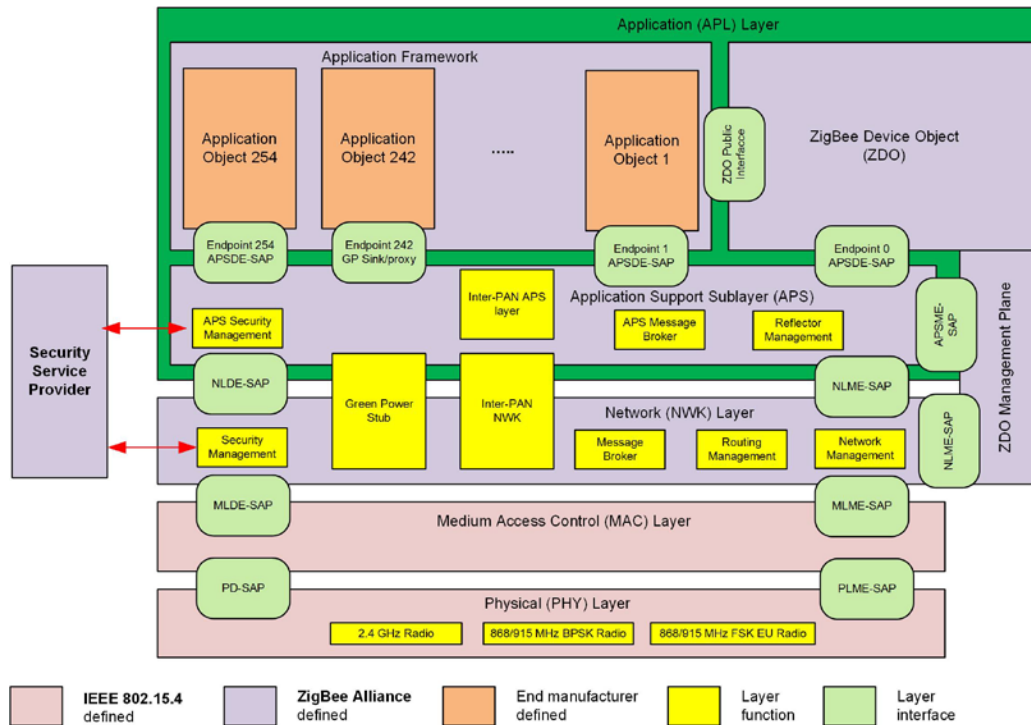 Application (APL) Layer
Application Framework
Application
Object 254
Application
Object 242
.....
Application
Object 1
ZDO Public
Interfacce
ZigBee Device Object
(ZDO)
Endpoint 254
APSDE-SAP
Endpoint 242
GP Sink/proxy
Endpoint 1
APSDE-SAP
Endpoint 0
APSDE-SAP
Security
Service
Provider
APS Security
Management
Inter-PAN APS
layer
Application Support Sublayer (APS)
APS Message
Broker
Reflector
Management
APSME-
SAP
ZDO Management Plane
NLDE-SAP
Green Power
Stub
Inter-PAN
NWK
NLME-SAP
Network (NWK) Layer
Security
Management
Message
Broker
Routing
Management
Network
Management
NLME-SAP
MLDE-SAP
Medium Access Control (MAC) Layer
MLME-SAP
PD-SAP
PLME-SAP
Physical (PHY) Layer
2.4 GHz Radio
868/915 MHz BPSK Radio
868/915 MHz FSK EU Radio
IEEE 802.15.4
defined
ZigBee Alliance
defined
End manufacturer
defined
Layer
function
Layer
interface